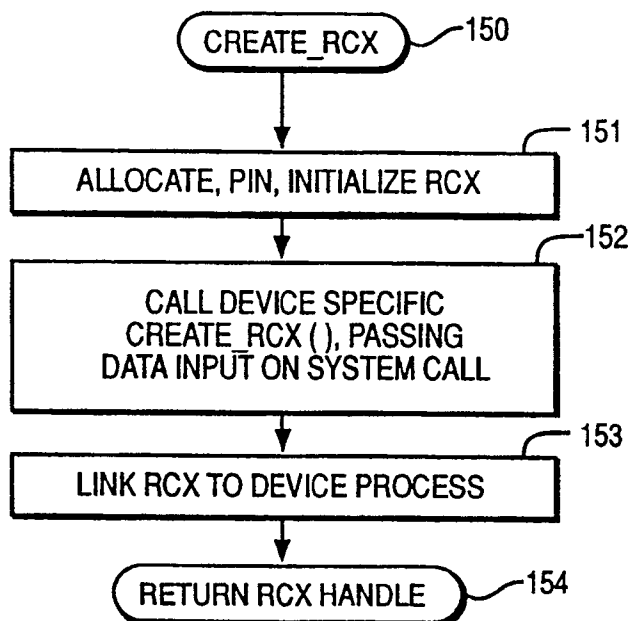 CREATE_RCX
150
151
ALLOCATE, PIN, INITIALIZE RCX
152
CALL DEVICE SPECIFIC
CREATE_RCX ( ), PASSING
DATA INPUT ON SYSTEM CALL
153
LINK RCX TO DEVICE PROCESS
RETURN RCX HANDLE
154